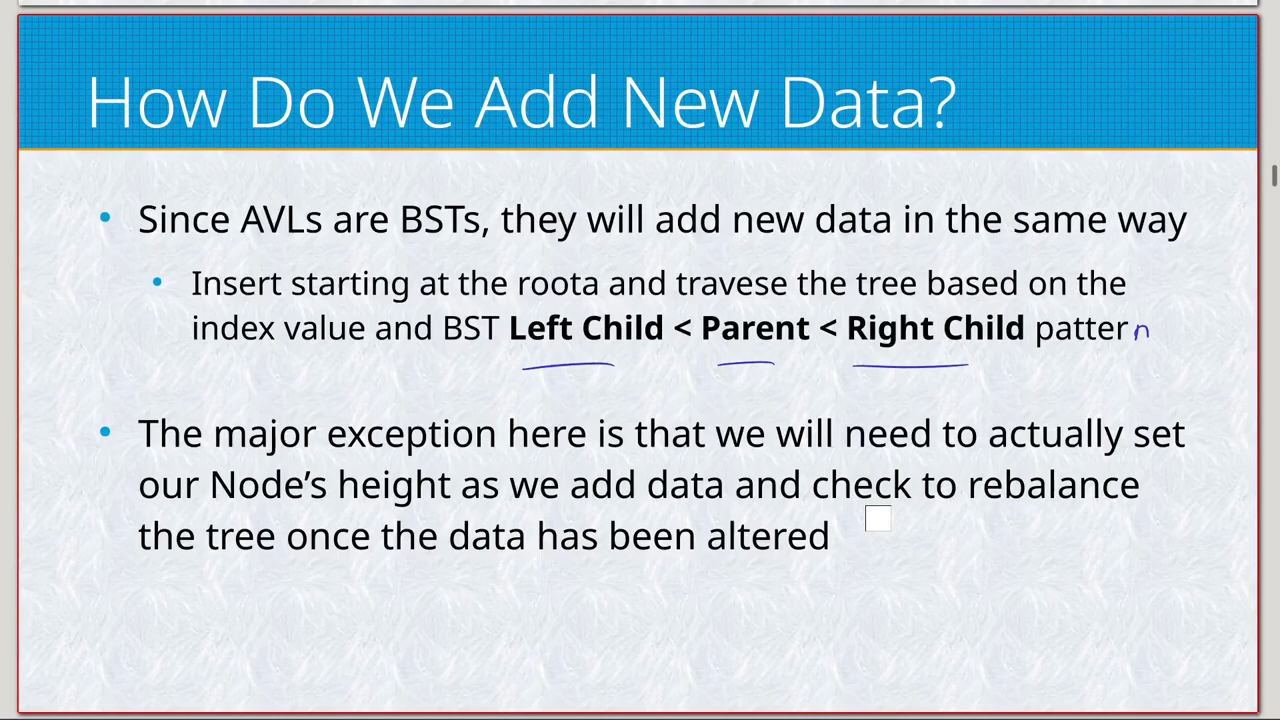 How Do We Add New Data?
• Since AVLs are BSTs, they will add new data in the same way
• Insert starting at the roota and travese the tree based on the
index value and BST Left Child < Parent < Right Child pattern
• The major exception here is that we will need to actually set
our Node’s height as we add data and check to rebalance
the tree once the data has been altered